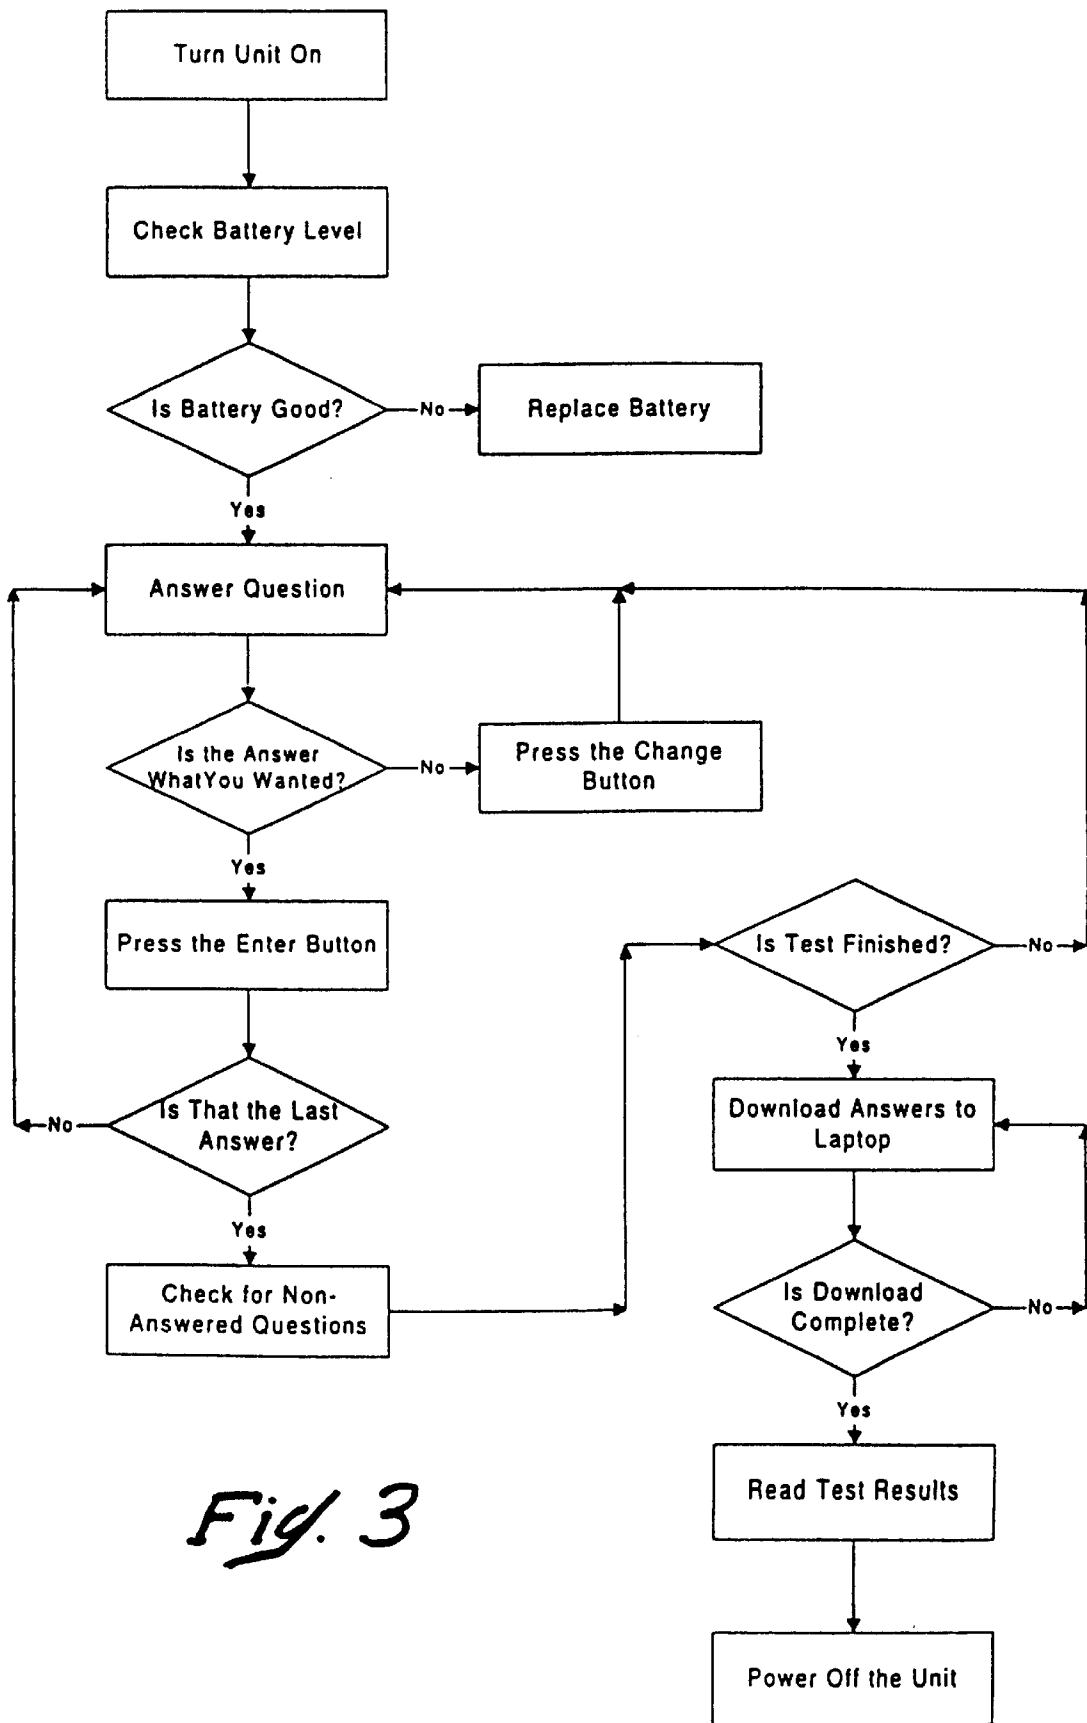 Turn Unit On
Check Battery Level
Is Battery Good?
No
Replace Battery
Yes
Answer Question
Is the Answer
What You Wanted?
No
Press the Change
Button
Yes
Press the Enter Button
Is That the Last
Answer?
No
Yes
Check for Non-
Answered Questions
Is Test Finished?
No
Yes
Download Answers to
Laptop
Is Download
Complete?
No
Yes
Read Test Results
Power Off the Unit
Fig. 3